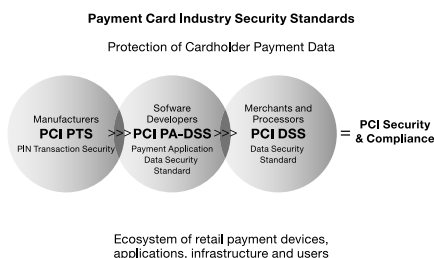 Payment Card Industry Security Standards
Protection of Cardholder Payment Data
Manufacturers
PCI PTS
PIN Transaction Security
>>>
Sofware
Developers
PCI PA-DSS
Payment Application
Data Security
Standard
>>>
Merchants and
Processors
PCI DSS
Data Security
Standard
= PCI Security
& Compliance
Ecosystem of retail payment devices,
applications, infrastructure and users